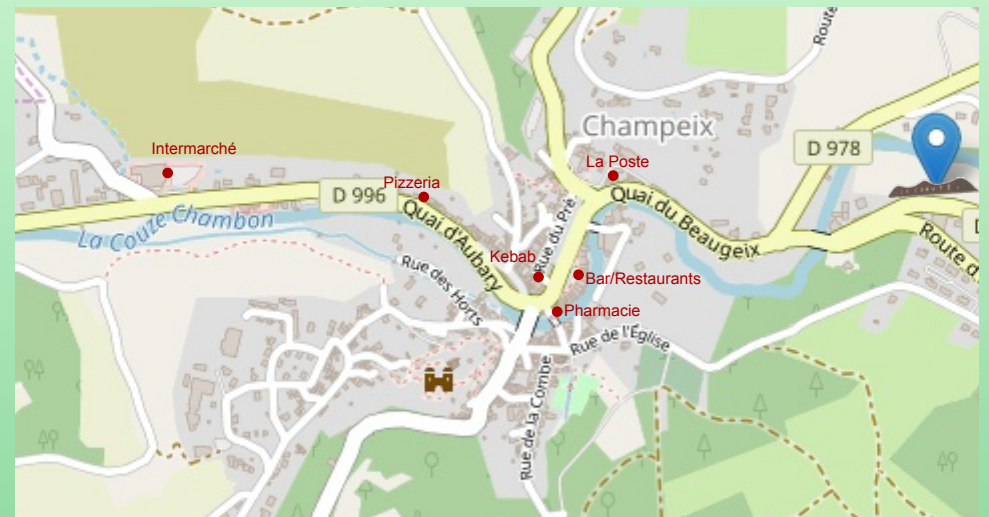 Route
Champeix
D 978
Intermarché
La Poste
Pizzeria
D 996
Quai d'Aubary
Quai du Beaugeix
Rue du Pré
La Couze Chambon
Route d
D
Kebab
Bar/Restaurants
Rue des Horts
Pharmacie
Rue de l'Église
Rue de la Combe